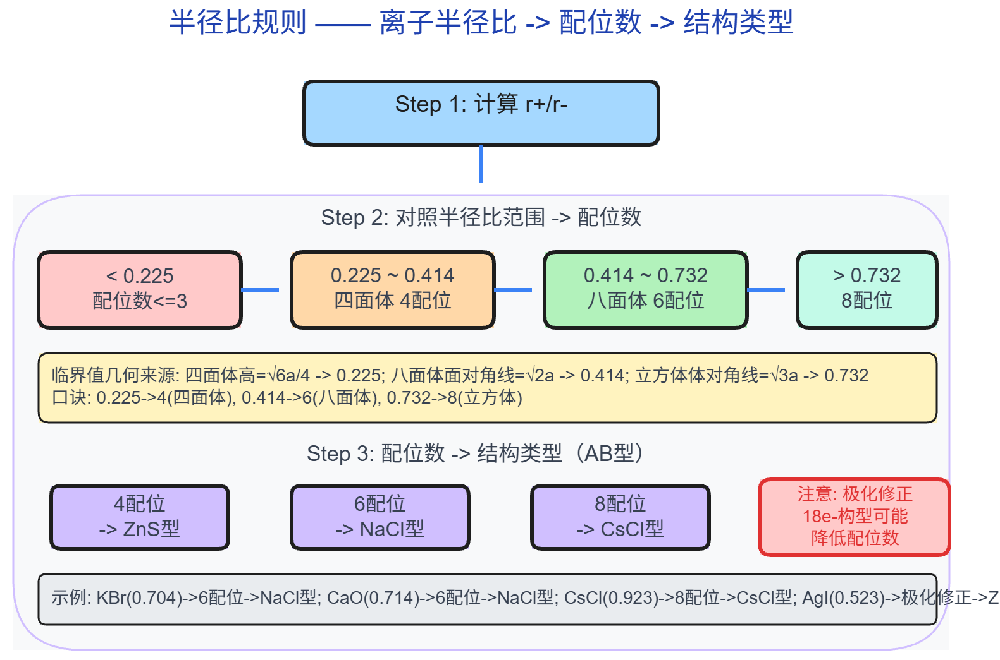 半径比规则 —— 离子半径比 -> 配位数 -> 结构类型
Step 1: 计算 r+/r-
Step 2: 对照半径比范围 -> 配位数
< 0.225
配位数<=3
0.225 ~ 0.414
四面体 4配位
0.414 ~ 0.732
八面体 6配位
> 0.732
8配位
临界值几何来源: 四面体高=√6a/4 -> 0.225; 八面体面对角线=√2a -> 0.414; 立方体体对角线=√3a -> 0.732
口诀: 0.225->4(四面体), 0.414->6(八面体), 0.732->8(立方体)
Step 3: 配位数 -> 结构类型（AB型）
4配位
-> ZnS型
6配位
-> NaCl型
8配位
-> CsCl型
注意: 极化修正
18e-构型可能
降低配位数
示例: KBr(0.704)->6配位->NaCl型; CaO(0.714)->6配位->NaCl型; CsCl(0.923)->8配位->CsCl型; AgI(0.523)->极化修正->Z